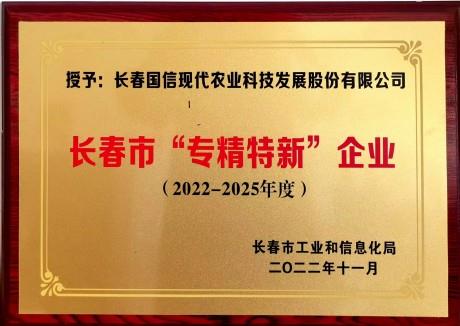 授予：长春国信现代农业科技发展股份有限公司
长春市“专精特新”企业
（2022-2025年度）
长春市工业和信息化局
二〇二二年十一月